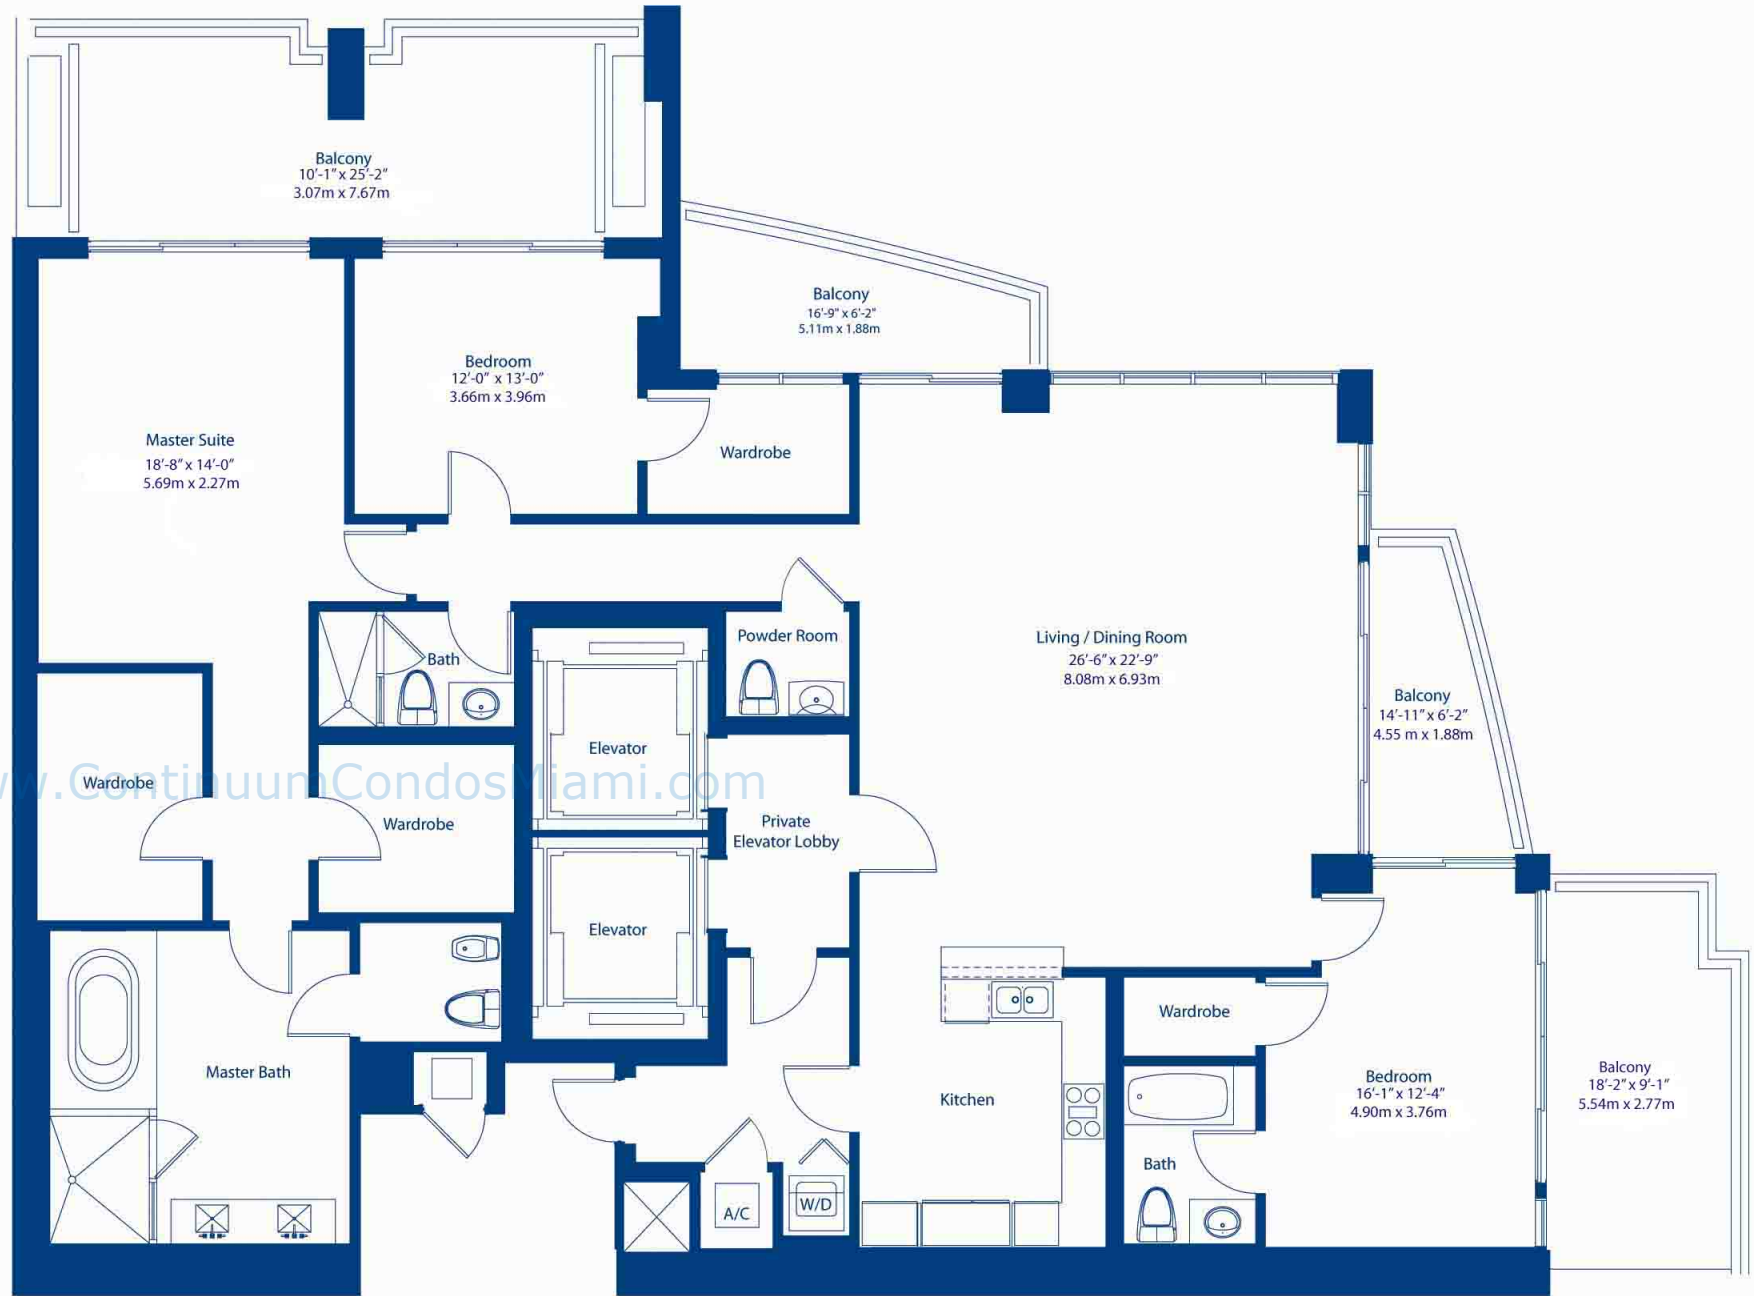 Balcony
10'-1" x 25'-2"
3.07m x 7.67m
Balcony
16'-9" x 6'-2"
5.11m x 1.88m
Bedroom
12'-0" x 13'-0"
3.66m x 3.96m
Master Suite
18'-8" x 14'-0"
5.69m x 2.27m
Wardrobe
Powder Room
Living / Dining Room
26'-6" x 22'-9"
8.08m x 6.93m
Bath
Balcony
14'-11" x 6'-2"
4.55 m x 1.88m
Elevator
Wardrobe
w.ContinuumCondosMiami.com
Wardrobe
Private
Elevator Lobby
Elevator
Wardrobe
Master Bath
Kitchen
Bedroom
16'-1" x 12'-4"
4.90m x 3.76m
Balcony
18'-2" x 9'-1"
5.54m x 2.77m
Bath
A/C
W/D